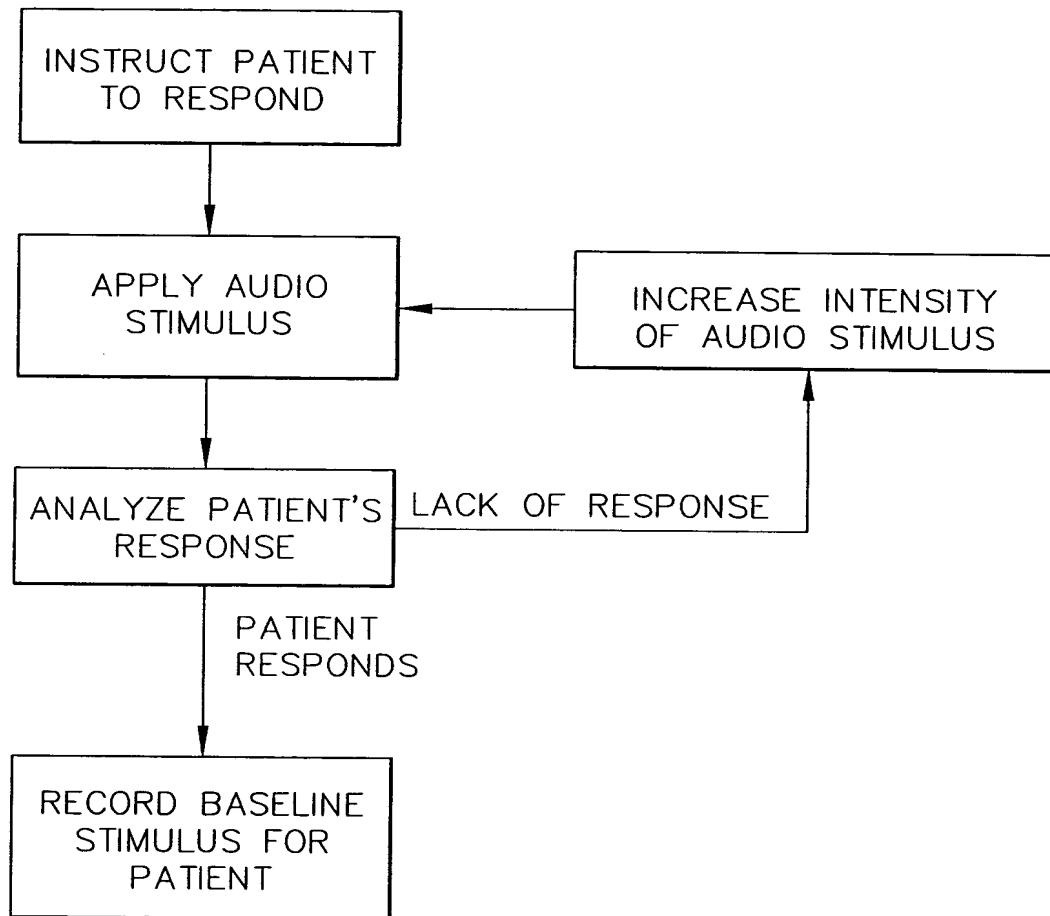 INSTRUCT PATIENT
TO RESPOND
APPLY AUDIO
STIMULUS
INCREASE INTENSITY
OF AUDIO STIMULUS
ANALYZE PATIENT'S
RESPONSE
LACK OF RESPONSE
PATIENT
RESPONDS
RECORD BASELINE
STIMULUS FOR
PATIENT